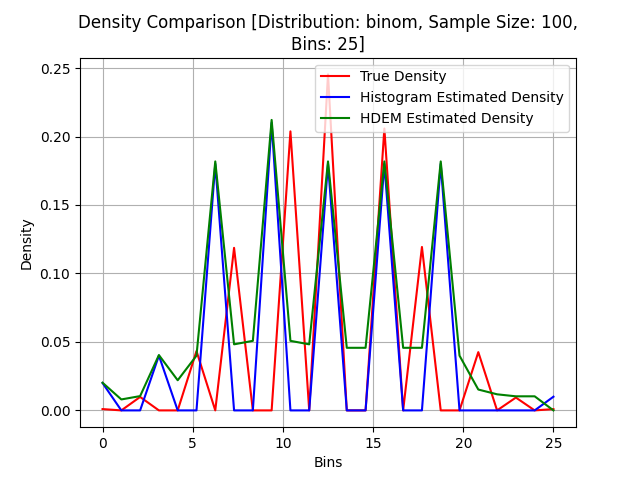 Density Comparison [Distribution: binom, Sample Size: 100,
Bins: 25]
True Density
Histogram Estimated Density
HDEM Estimated Density
Density
0.25
0.20
0.15
0.10
0.05
0.00
0 5 10 15 20 25
Bins